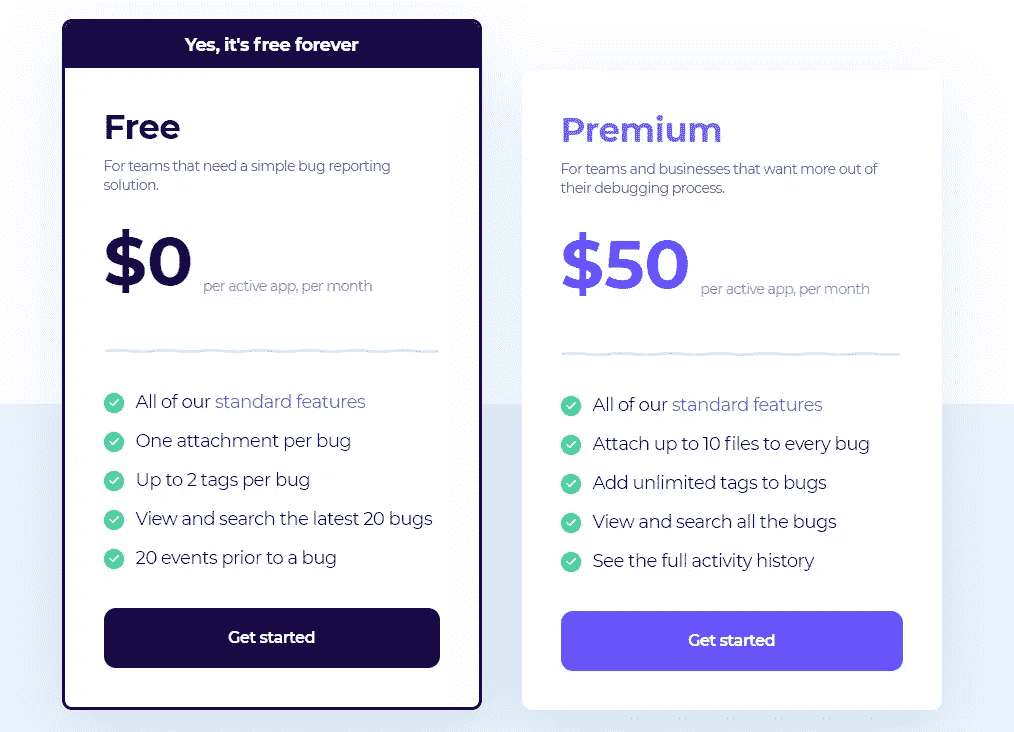 Yes, it's free forever
Free
For teams that need a simple bug reporting
solution.
$0 per active app, per month
All of our standard features
One attachment per bug
Up to 2 tags per bug
View and search the latest 20 bugs
20 events prior to a bug
Get started
Premium
For teams and businesses that want more out of
their debugging process.
$50 per active app, per month
All of our standard features
Attach up to 10 files to every bug
Add unlimited tags to bugs
View and search all the bugs
See the full activity history
Get started